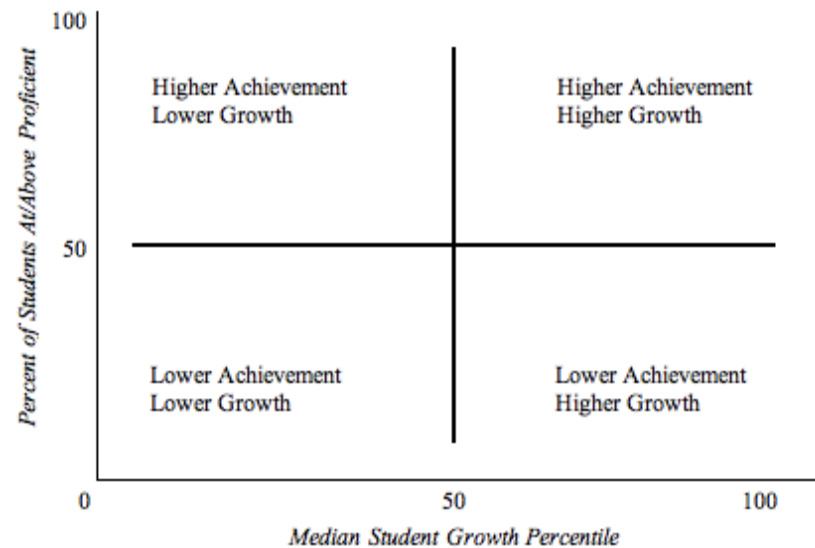 100
Higher Achievement
Lower Growth
Higher Achievement
Higher Growth
Percent of Students At/Above Proficient
50
Lower Achievement
Lower Growth
Lower Achievement
Higher Growth
0
50
100
Median Student Growth Percentile